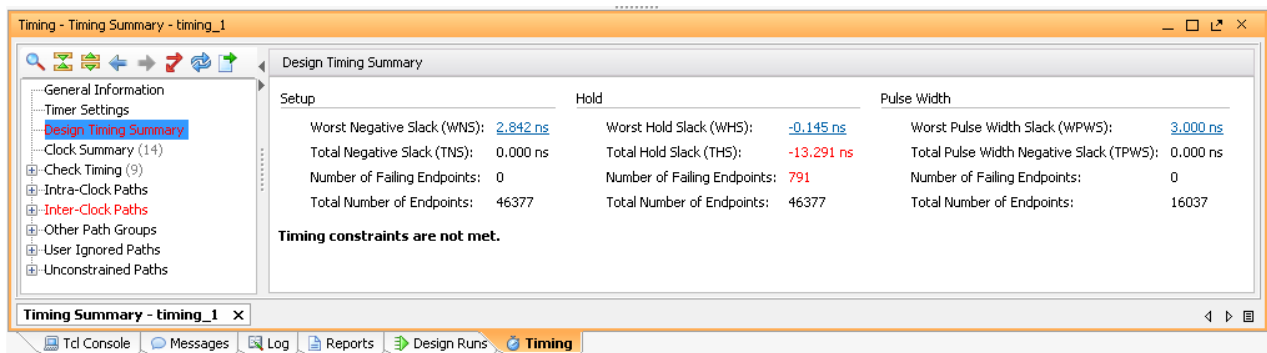 Timing - Timing Summary - timing_1
General Information
Timer Settings
Design Timing Summary
Clock Summary (14)
Check Timing (9)
Intra-Clock Paths
Inter-Clock Paths
Other Path Groups
User Ignored Paths
Unconstrained Paths
Design Timing Summary
Setup Hold Pulse Width
Worst Negative Slack (WNS): 2.842 ns Worst Hold Slack (WHS): -0.145 ns Worst Pulse Width Slack (WPWS): 3.000 ns
Total Negative Slack (TNS): 0.000 ns Total Hold Slack (THS): -13.291 ns Total Pulse Width Negative Slack (TPWS): 0.000 ns
Number of Failing Endpoints: 0 Number of Failing Endpoints: 791 Number of Failing Endpoints: 0
Total Number of Endpoints: 46377 Total Number of Endpoints: 46377 Total Number of Endpoints: 16037
Timing constraints are not met.
Timing Summary - timing_1
Tcl Console Messages Log Reports Design Runs Timing